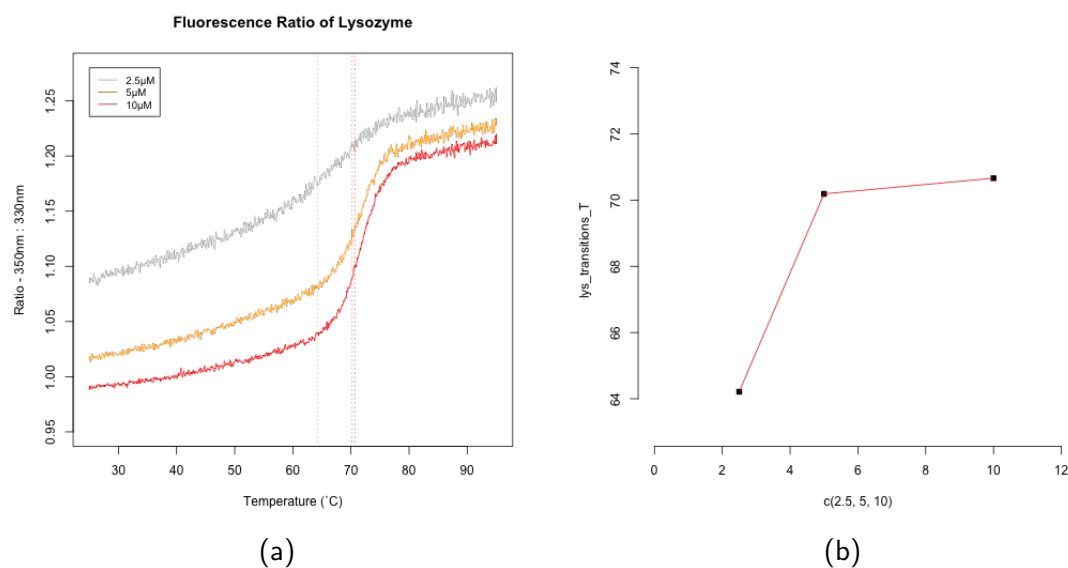 Fluorescence Ratio of Lysozyme
2.5µM
5µM
10µM
Ratio - 350nm : 330nm
0.95 1.00 1.05 1.10 1.15 1.20 1.25
30 40 50 60 70 80 90
Temperature (˚C)
(a)
lys_transitions_T
64 66 68 70 72 74
0 2 4 6 8 10 12
c(2.5, 5, 10)
(b)